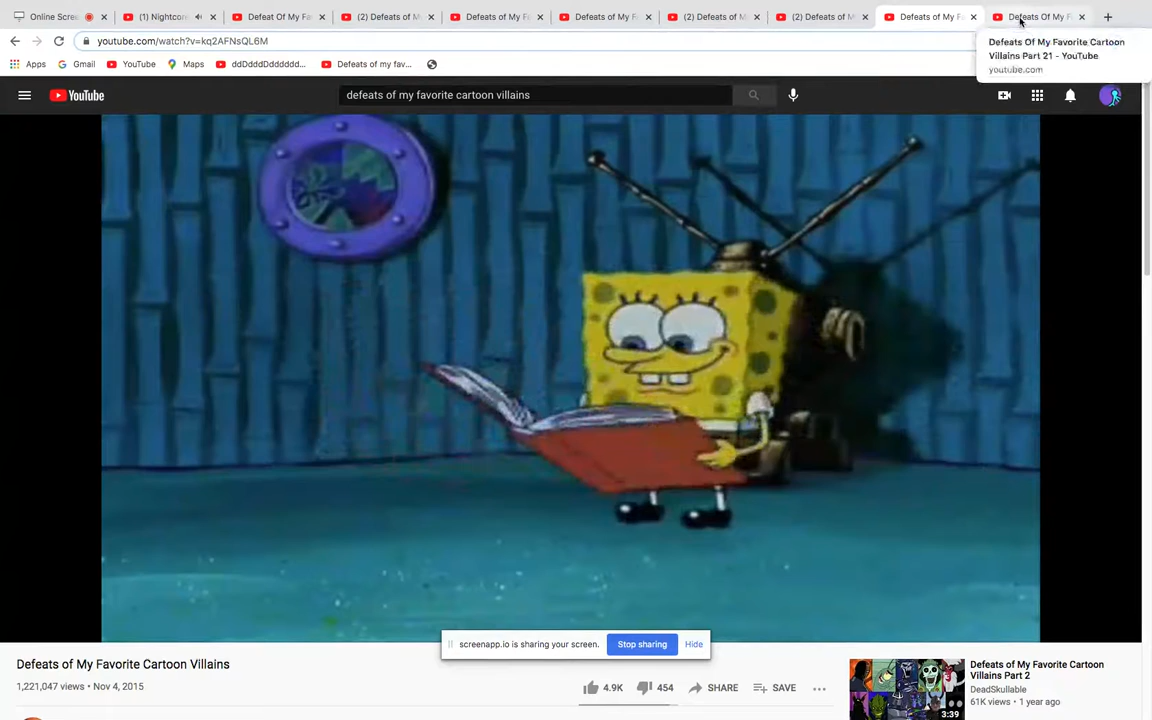 Online Scree
(1) Nightcor
Defeat Of My Fav
(2) Defeats of M
Defeats of My Fa
Defeats of My Fa
(2) Defeats of M
(2) Defeats of M
Defeats of My F
Defeats Of My Fa
youtube.com/watch?v=kq2AFNsQL6M
Defeats Of My Favorite Cartoon
Villains Part 21 - YouTube
youtube.com
Apps
Gmail
YouTube
Maps
ddDdddDdddddd...
Defeats of my fav...
YouTube
defeats of my favorite cartoon villains
screenapp.io is sharing your screen.
Stop sharing
Hide
Defeats of My Favorite Cartoon Villains
1,221,047 views • Nov 4, 2015
4.9K
454
SHARE
SAVE
3:39
Defeats of My Favorite Cartoon
Villains Part 2
DeadSkullable
61K views • 1 year ago